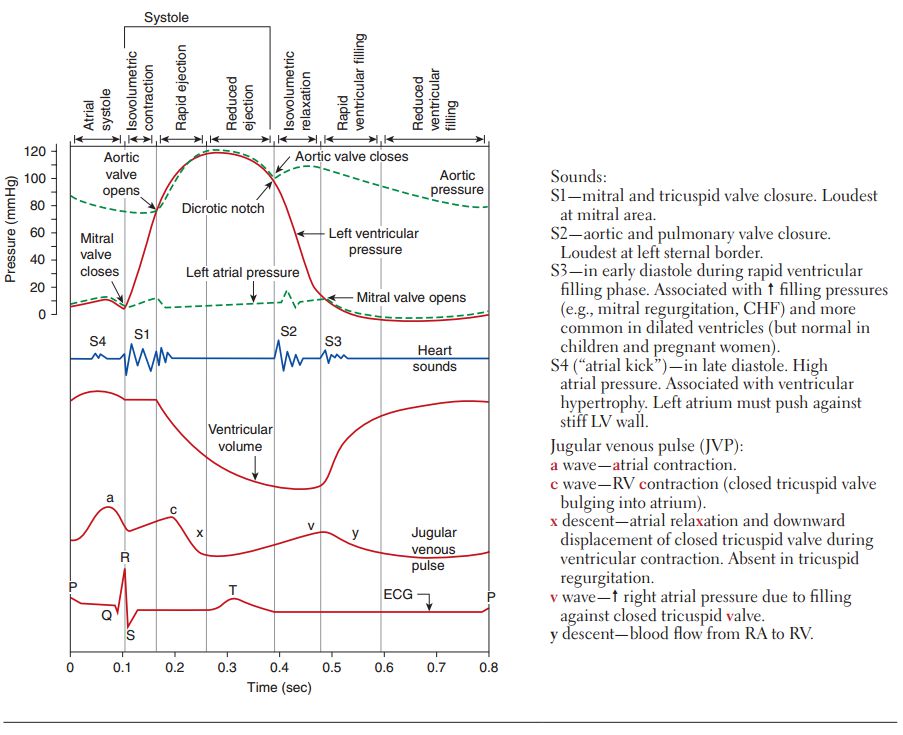 Systole
Atrial
systole
Isovolumetric
contraction
Rapid ejection
Reduced
ejection
Isovolumetric
relaxation
Rapid
ventricular filling
Reduced
ventricular
filling
Pressure (mmHg)
120
100
80
60
40
20
0
Aortic
valve
opens
Aortic valve closes
Aortic
pressure
Dicrotic notch
Mitral
valve
closes
Left ventricular
pressure
Left atrial pressure
Mitral valve opens
S4
S1
S2
S3
Heart
sounds
Ventricular
volume
a
c
x
v
y
Jugular
venous
pulse
P
R
Q
S
T
ECG
P
0
0.1
0.2
0.3
0.4
0.5
0.6
0.7
0.8
Time (sec)
Sounds:
S1—mitral and tricuspid valve closure. Loudest
at mitral area.
S2—aortic and pulmonary valve closure.
Loudest at left sternal border.
S3—in early diastole during rapid ventricular
filling phase. Associated with ↑ filling pressures
(e.g., mitral regurgitation, CHF) and more
common in dilated ventricles (but normal in
children and pregnant women).
S4 (“atrial kick”)—in late diastole. High
atrial pressure. Associated with ventricular
hypertrophy. Left atrium must push against
stiff LV wall.
Jugular venous pulse (JVP):
a wave—atrial contraction.
c wave—RV contraction (closed tricuspid valve
bulging into atrium).
x descent—atrial relaxation and downward
displacement of closed tricuspid valve during
ventricular contraction. Absent in tricuspid
regurgitation.
v wave—↑ right atrial pressure due to filling
against closed tricuspid valve.
y descent—blood flow from RA to RV.